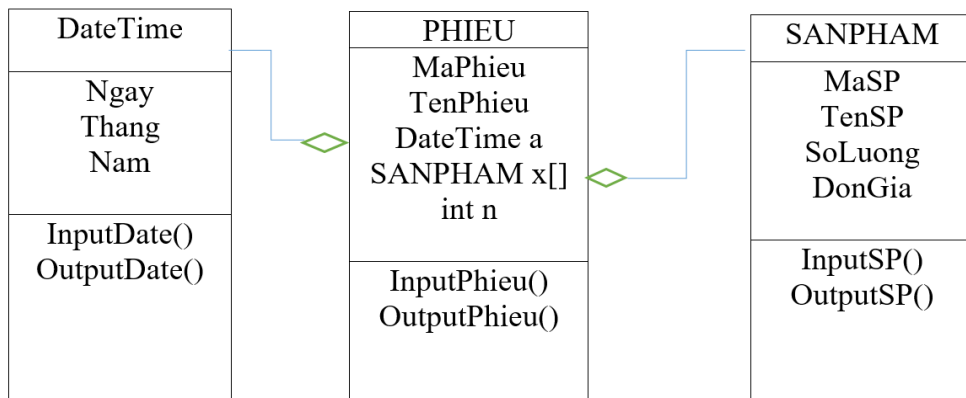 DateTime
Ngay
Thang
Nam
InputDate()
OutputDate()
PHIEU
MaPhieu
TenPhieu
DateTime a
SANPHAM x[]
int n
InputPhieu()
OutputPhieu()
SANPHAM
MaSP
TenSP
SoLuong
DonGia
InputSP()
OutputSP()